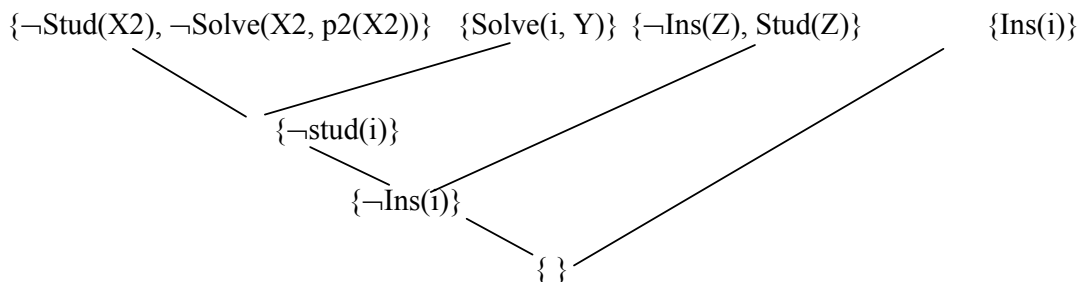 {¬Stud(X2), ¬Solve(X2, p2(X2))} {Solve(i, Y)} {¬Ins(Z), Stud(Z)} {Ins(i)}
{¬stud(i)}
{¬Ins(i)}
{ }